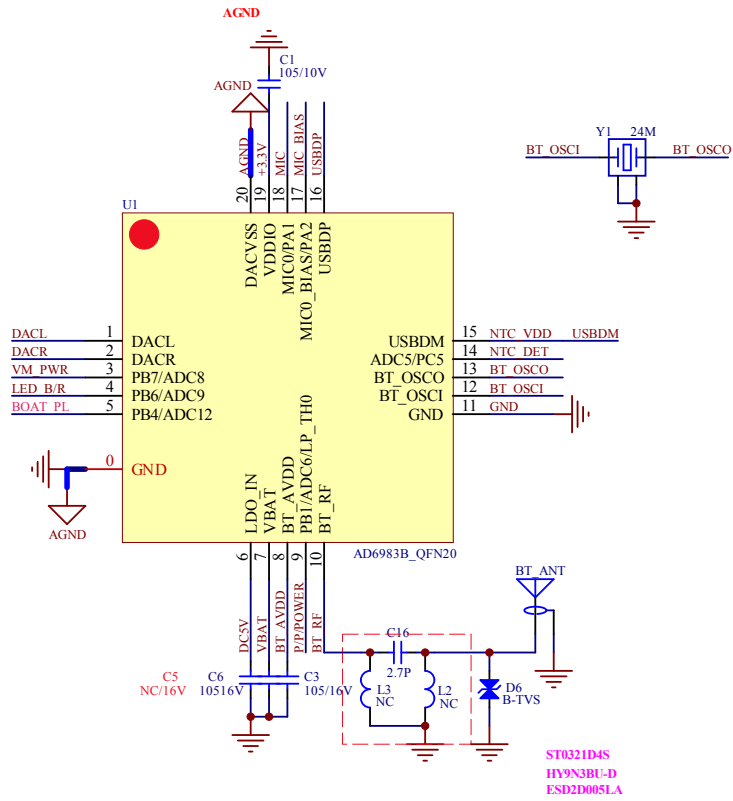 AGND
C1
105/10V
AGND
AGND
+3.3V
MIC
MIC_BIAS
USBDP
20
19
18
17
16
Y1 24M
BT_OSCI BT_OSCO
U1
DACVSS
VDDIO
MIC0/PA1
MIC0_BIAS/PA2
USBDP
DACL 1 DACL
DACR 2 DACR
VM_PWR 3 PB7/ADC8
LED_B/R 4 PB6/ADC9
BOAT_PL 5 PB4/ADC12
0 GND
AGND
USBDM 15 NTC_VDD USBDM
ADC5/PC5 14 NTC_DET
BT_OSCO 13 BT_OSCO
BT_OSCI 12 BT_OSCI
GND 11 GND
LDO_IN
VBAT
BT_AVDD
PB1/ADC6/LP_TH0
BT_RF
AD6983B_QFN20
6
7
8
9
10
DC5V
VBAT
BT_AVDD
P/P/POWER
BT_RF
BT_ANT
C5
NC/16V
C6
10516V
C3
105/16V
C16
2.7P
L3
NC
L2
NC
D6
B-TVS
ST0321D4S
HY9N3BU-D
ESD2D005LA